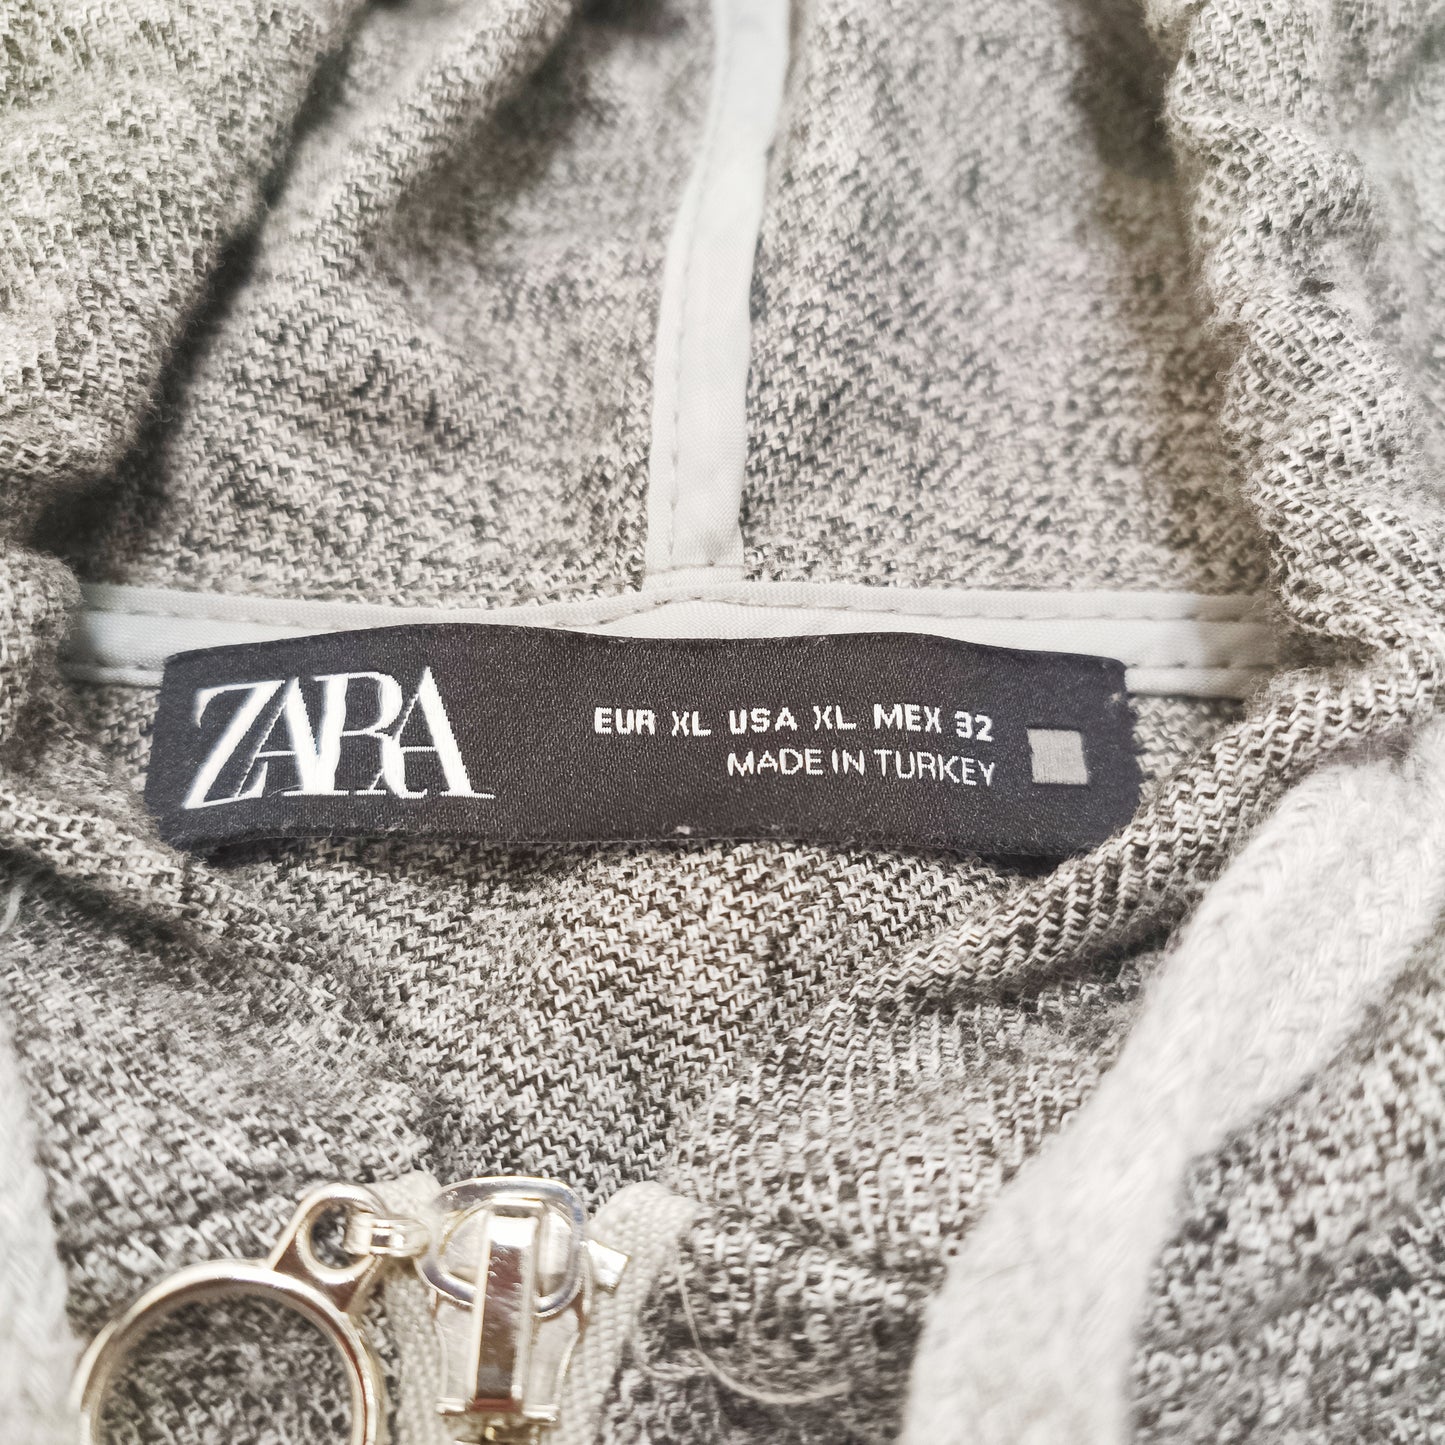 ZARA
EUR XL USA XL MEX 32
MADE IN TURKEY